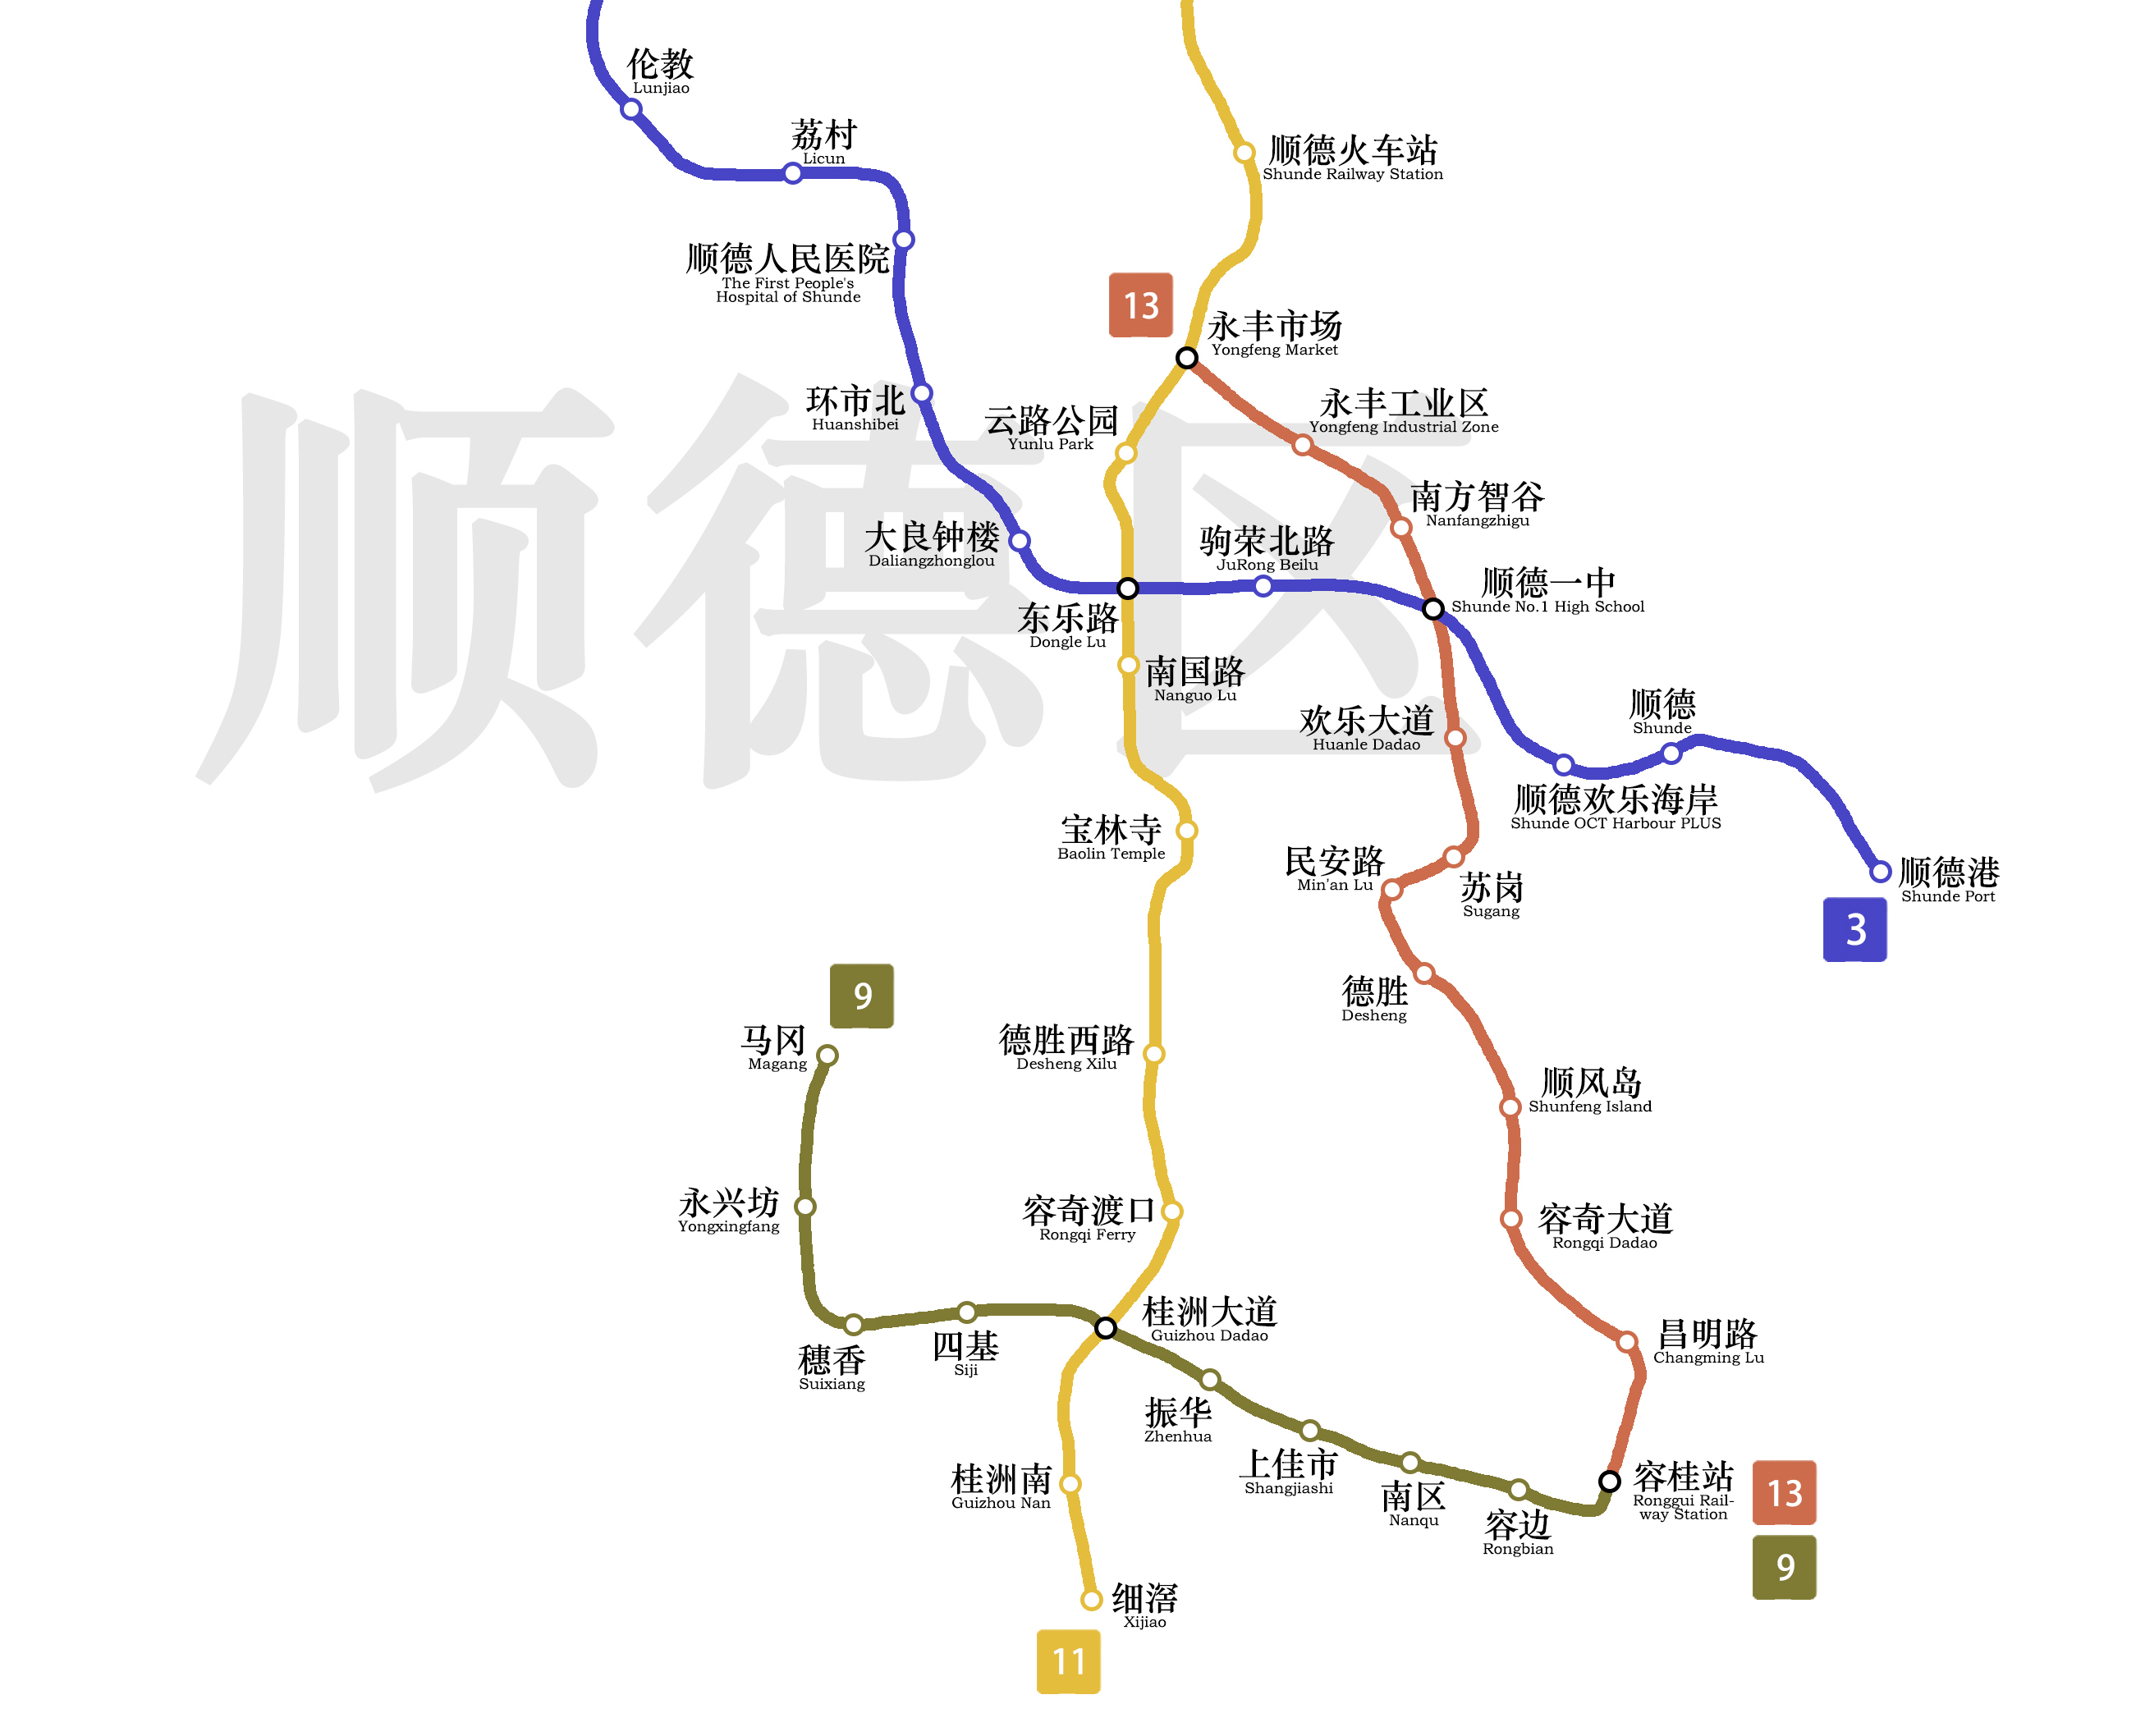 伦教
Lunjiao
荔村
Licun
顺德火车站
Shunde Railway Station
顺德人民医院
The First People's
Hospital of Shunde
13
永丰市场
Yongfeng Market
环市北
Huanshibei
云路公园
Yunlu Park
永丰工业区
Yongfeng Industrial Zone
顺德区
南方智谷
Nanfangzhigu
大良钟楼
Daliangzhonglou
驹荣北路
JuRong Beilu
顺德一中
Shunde No.1 High School
东乐路
Dongle Lu
南国路
Nanguo Lu
欢乐大道
Huanle Dadao
顺德
Shunde
顺德欢乐海岸
Shunde OCT Harbour PLUS
宝林寺
Baolin Temple
民安路
Min'an Lu
苏岗
Sugang
顺德港
Shunde Port
3
9
德胜
Desheng
马冈
Magang
德胜西路
Desheng Xilu
顺风岛
Shunfeng Island
永兴坊
Yongxingfang
容奇渡口
Rongqi Ferry
容奇大道
Rongqi Dadao
桂洲大道
Guizhou Dadao
昌明路
Changming Lu
穗香
Suixiang
四基
Siji
振华
Zhenhua
上佳市
Shangjiashi
桂洲南
Guizhou Nan
南区
Nanqu
容边
Rongbian
容桂站
Ronggui Rail-
way Station
13
9
细滘
Xijiao
11